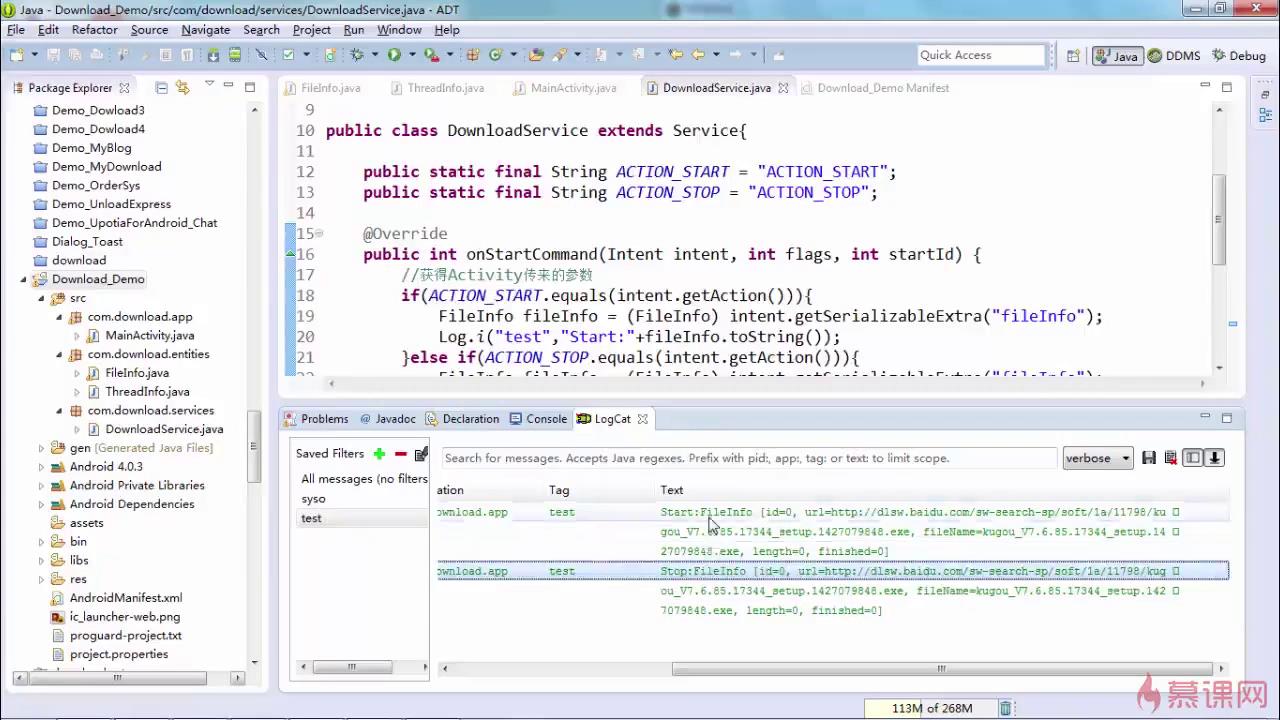 Java - Download_Demo/src/com/download/services/DownloadService.java - ADT
File Edit Refactor Source Navigate Search Project Run Window Help
Quick Access
Java DDMS Debug
Package Explorer
Demo_Dowload3
Demo_Dowload4
Demo_MyBlog
Demo_MyDownload
Demo_OrderSys
Demo_UnloadExpress
Demo_UpotiaForAndroid_Chat
Dialog_Toast
download
Download_Demo
src
com.download.app
MainActivity.java
com.download.entities
FileInfo.java
ThreadInfo.java
com.download.services
DownloadService.java
gen [Generated Java Files]
Android 4.0.3
Android Private Libraries
Android Dependencies
assets
bin
libs
res
AndroidManifest.xml
ic_launcher-web.png
proguard-project.txt
project.properties
FileInfo.java ThreadInfo.java MainActivity.java DownloadService.java Download_Demo Manifest
9
10 public class DownloadService extends Service{
11
12 public static final String ACTION_START = "ACTION_START";
13 public static final String ACTION_STOP = "ACTION_STOP";
14
15 @Override
16 public int onStartCommand(Intent intent, int flags, int startId) {
17 //获得Activity传来的参数
18 if(ACTION_START.equals(intent.getAction())){
19 FileInfo fileInfo = (FileInfo) intent.getSerializableExtra("fileInfo");
20 Log.i("test","Start:"+fileInfo.toString());
21 }else if(ACTION_STOP.equals(intent.getAction())){
Problems @ Javadoc Declaration Console LogCat
Saved Filters
All messages (no filters
syso
test
Search for messages. Accepts Java regexes. Prefix with pid:, app:, tag: or text: to limit scope.
verbose
ation Tag Text
ownload.app test Start:FileInfo [id=0, url=http://dlsw.baidu.com/sw-search-sp/soft/1a/11798/ku
gou_V7.6.85.17344_setup.1427079848.exe, fileName=kugou_V7.6.85.17344_setup.14
27079848.exe, length=0, finished=0]
ownload.app test Stop:FileInfo [id=0, url=http://dlsw.baidu.com/sw-search-sp/soft/1a/11798/kug
ou_V7.6.85.17344_setup.1427079848.exe, fileName=kugou_V7.6.85.17344_setup.142
7079848.exe, length=0, finished=0]
113M of 268M
慕课网